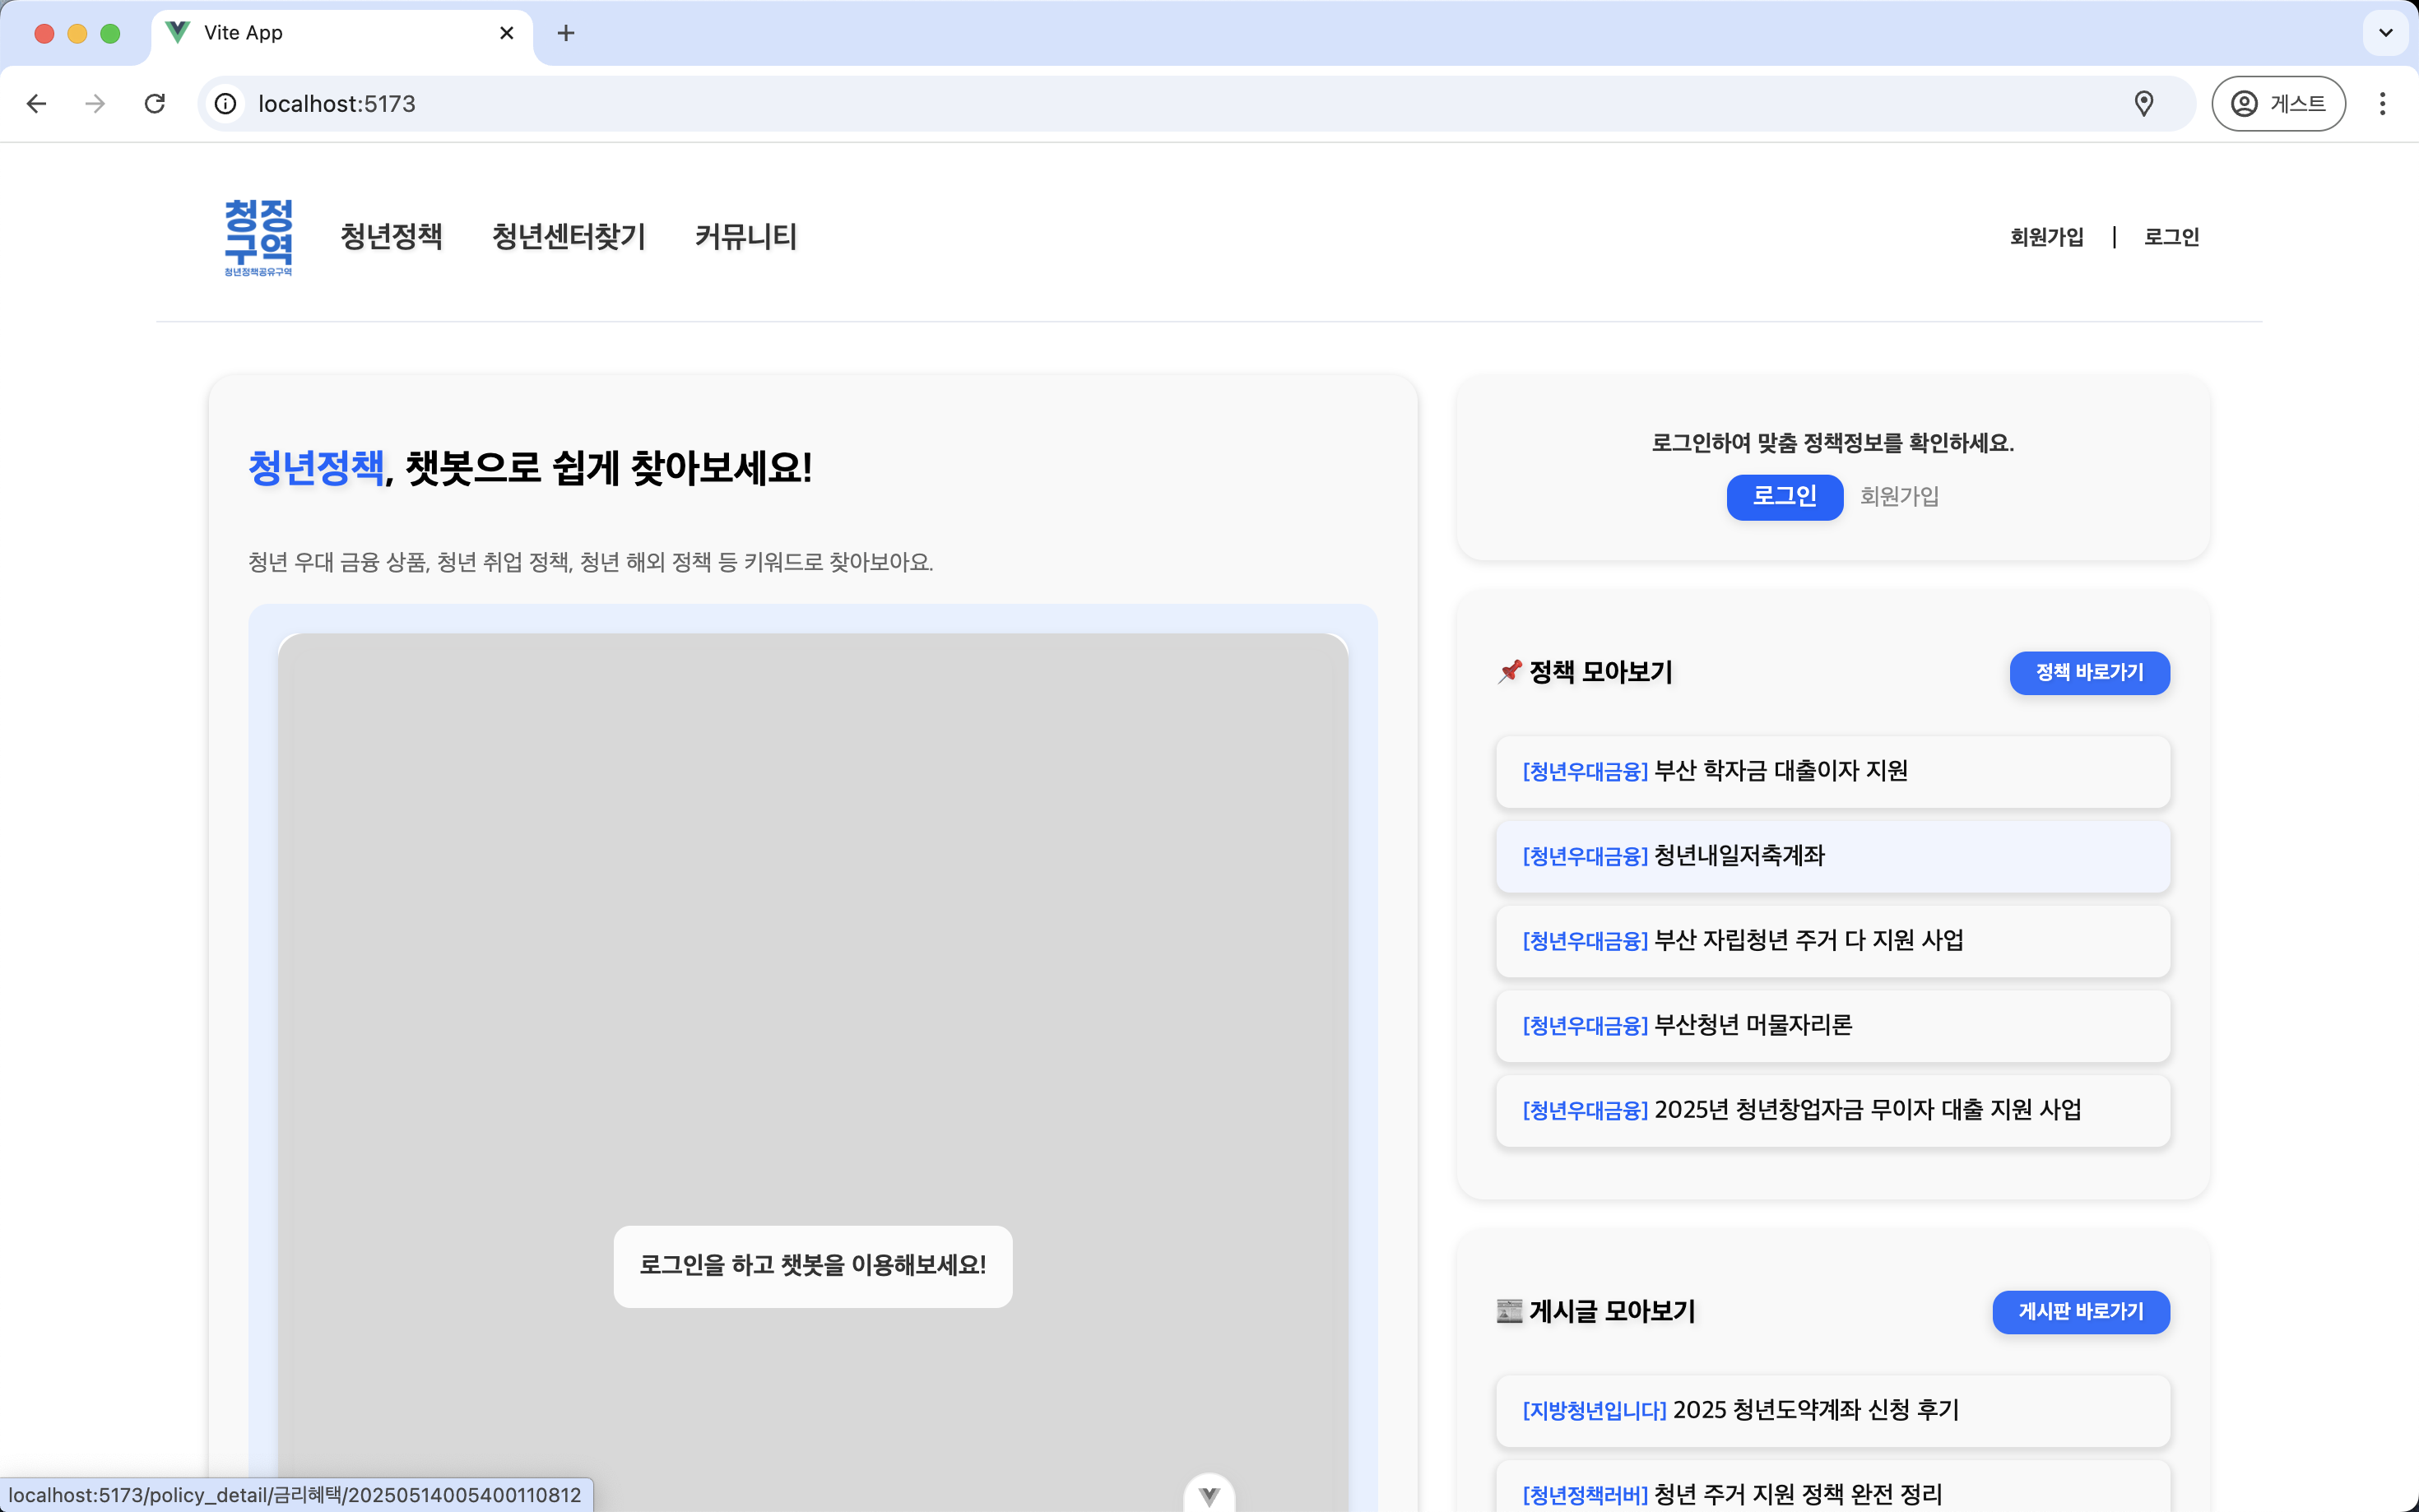 Vite App
localhost:5173
게스트
청정
구역
청년정책공유구역
청년정책
청년센터찾기
커뮤니티
회원가입 | 로그인
청년정책, 챗봇으로 쉽게 찾아보세요!
청년 우대 금융 상품, 청년 취업 정책, 청년 해외 정책 등 키워드로 찾아보아요.
로그인을 하고 챗봇을 이용해보세요!
로그인하여 맞춤 정책정보를 확인하세요.
로그인 회원가입
📌 정책 모아보기
정책 바로가기
[청년우대금융] 부산 학자금 대출이자 지원
[청년우대금융] 청년내일저축계좌
[청년우대금융] 부산 자립청년 주거 다 지원 사업
[청년우대금융] 부산청년 머물자리론
[청년우대금융] 2025년 청년창업자금 무이자 대출 지원 사업
📰 게시글 모아보기
게시판 바로가기
[지방청년입니다] 2025 청년도약계좌 신청 후기
[청년정책러버] 청년 주거 지원 정책 완전 정리
localhost:5173/policy_detail/금리혜택/20250514005400110812